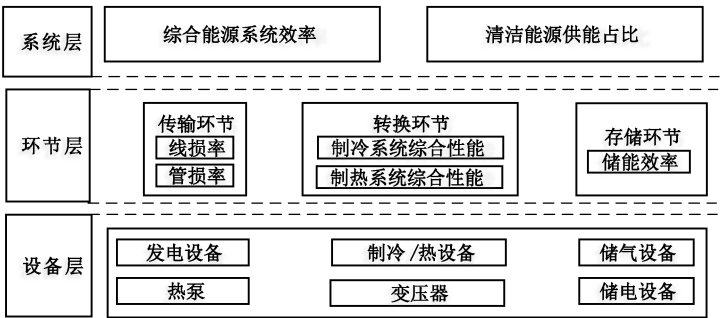 系统层
综合能源系统效率
清洁能源供能占比
环节层
传输环节
线损率
管损率
转换环节
制冷系统综合性能
制热系统综合性能
存储环节
储能效率
设备层
发电设备
制冷/热设备
储气设备
热泵
变压器
储电设备